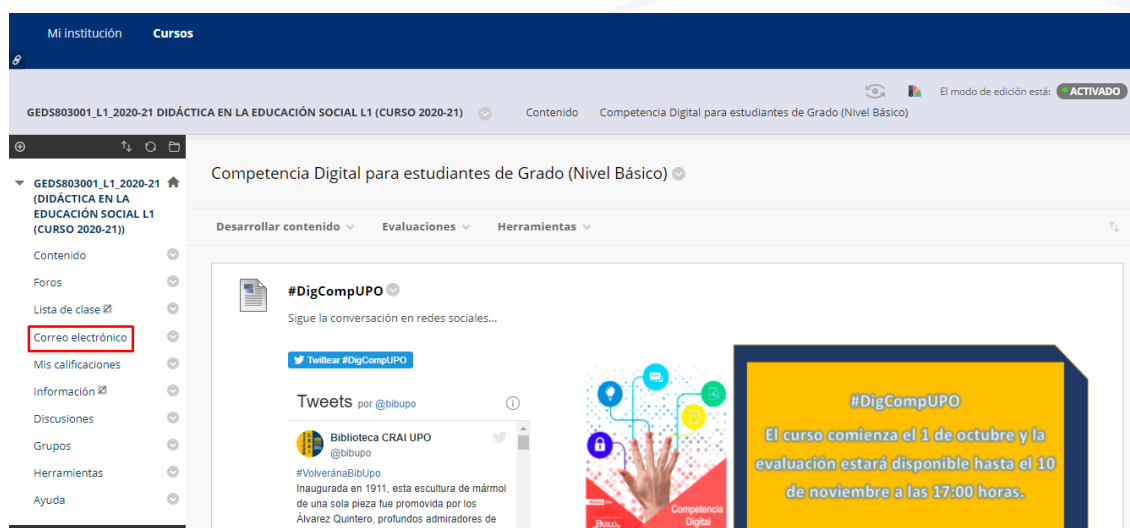 Mi institución Cursos
El modo de edición está: ACTIVADO
GEDS803001_L1_2020-21 DIDÁCTICA EN LA EDUCACIÓN SOCIAL L1 (CURSO 2020-21) Contenido Competencia Digital para estudiantes de Grado (Nivel Básico)
GEDS803001_L1_2020-21
(DIDÁCTICA EN LA
EDUCACIÓN SOCIAL L1
(CURSO 2020-21))
Contenido
Foros
Lista de clase
Correo electrónico
Mis calificaciones
Información
Discusiones
Grupos
Herramientas
Ayuda
Competencia Digital para estudiantes de Grado (Nivel Básico)
Desarrollar contenido Evaluaciones Herramientas
#DigCompUPO
Sigue la conversación en redes sociales...
Twittear #DigCompUPO
Tweets por @bibupo
Biblioteca CRAI UPO
@bibupo
#VolveránaBibUpo
Inaugurada en 1911, esta escultura de mármol
de una sola pieza fue promovida por los
Álvarez Quintero, profundos admiradores de
Competencia
Digital
#DigCompUPO
El curso comienza el 1 de octubre y la
evaluación estará disponible hasta el 10
de noviembre a las 17:00 horas.